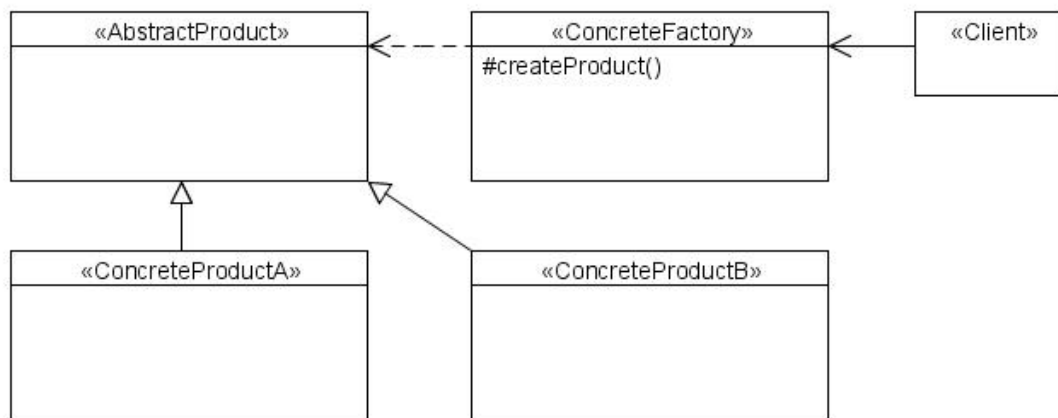 «AbstractProduct»
«ConcreteFactory»
«Client»
#createProduct()
«ConcreteProductA»
«ConcreteProductB»